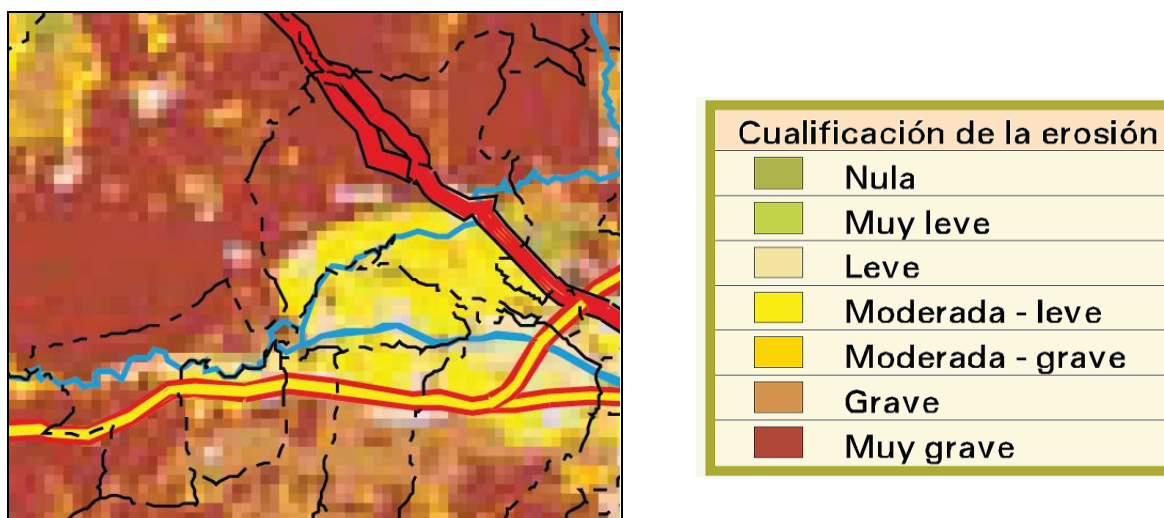 Cualificación de la erosión
Nula
Muy leve
Leve
Moderada - leve
Moderada - grave
Grave
Muy grave